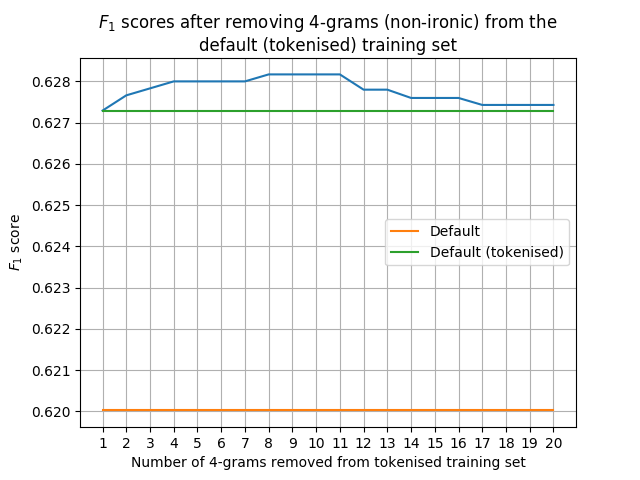 F1 scores after removing 4-grams (non-ironic) from the
default (tokenised) training set
0.628
0.627
0.626
0.625
0.624
0.623
0.622
0.621
0.620
F1 score
Default
Default (tokenised)
1 2 3 4 5 6 7 8 9 10 11 12 13 14 15 16 17 18 19 20
Number of 4-grams removed from tokenised training set